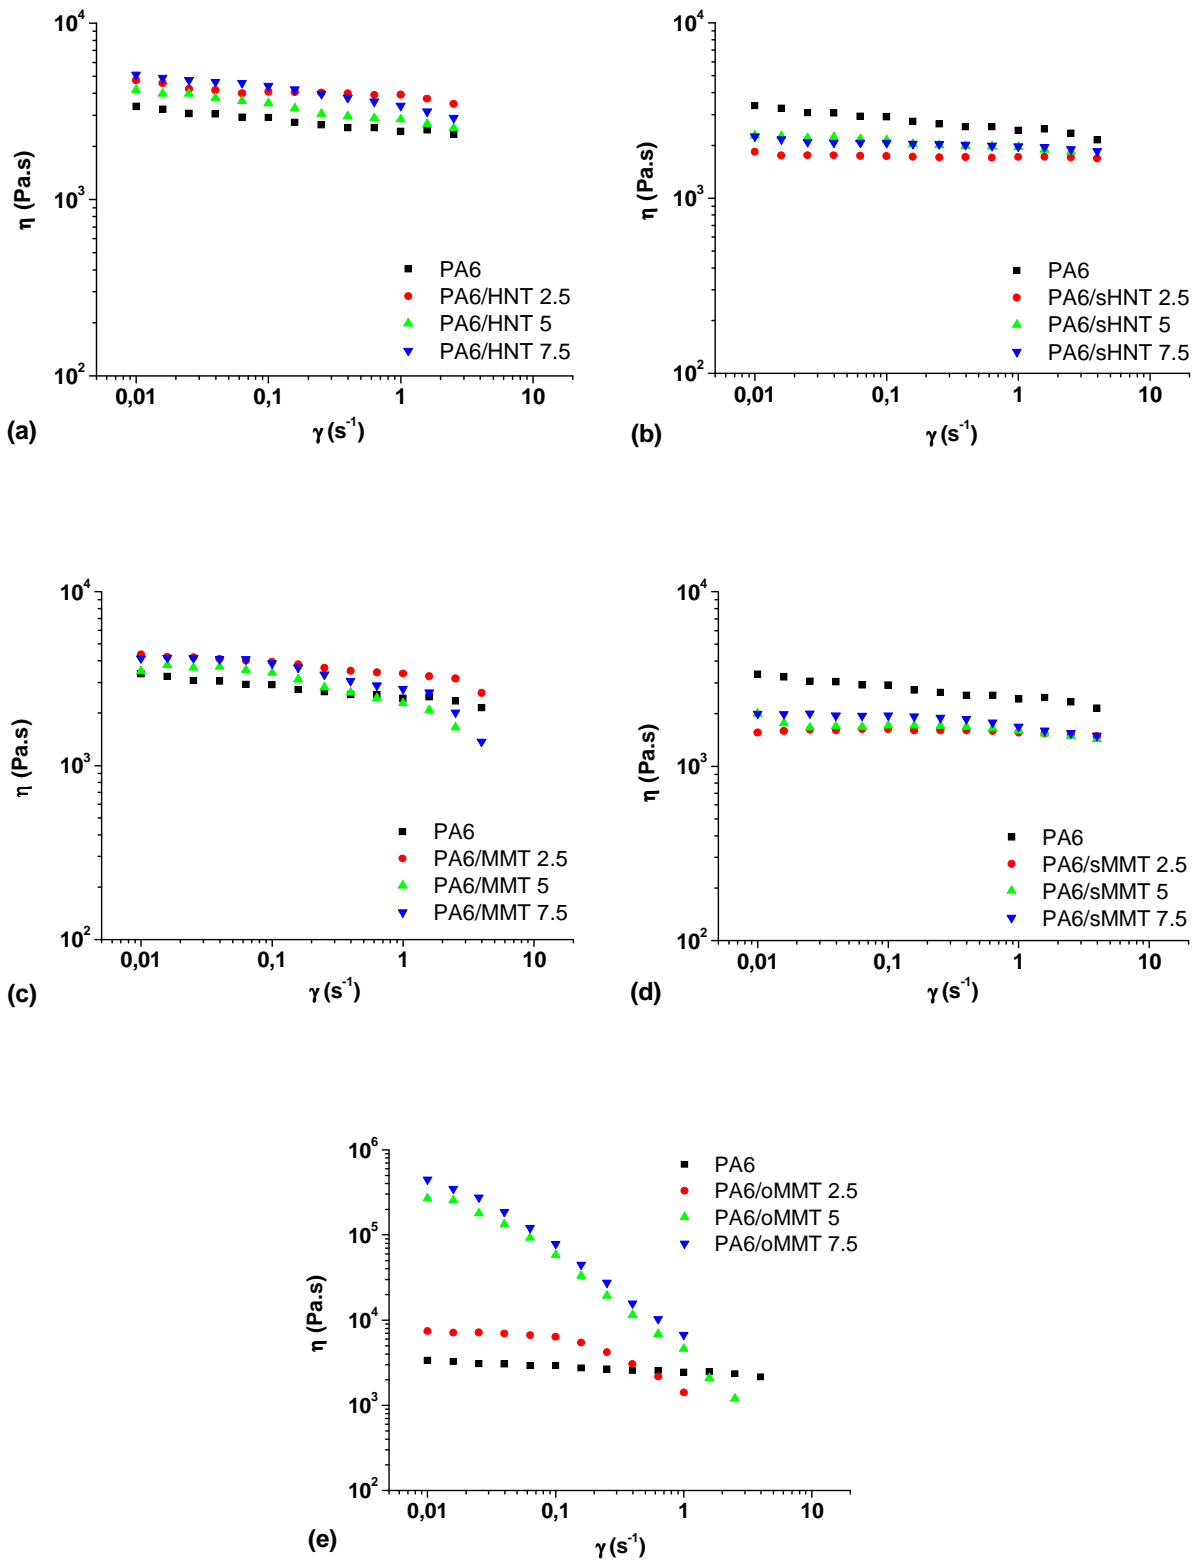 10⁴
10³
10²
η (Pa.s)
PA6
PA6/HNT 2.5
PA6/HNT 5
PA6/HNT 7.5
0,01 0,1 1 10
γ (s⁻¹)
(a)
10⁴
10³
10²
η (Pa.s)
PA6
PA6/sHNT 2.5
PA6/sHNT 5
PA6/sHNT 7.5
0,01 0,1 1 10
γ (s⁻¹)
(b)
10⁴
10³
10²
η (Pa.s)
PA6
PA6/MMT 2.5
PA6/MMT 5
PA6/MMT 7.5
0,01 0,1 1 10
γ (s⁻¹)
(c)
10⁴
10³
10²
η (Pa.s)
PA6
PA6/sMMT 2.5
PA6/sMMT 5
PA6/sMMT 7.5
0,01 0,1 1 10
γ (s⁻¹)
(d)
10⁶
10⁵
10⁴
10³
10²
η (Pa.s)
PA6
PA6/oMMT 2.5
PA6/oMMT 5
PA6/oMMT 7.5
0,01 0,1 1 10
γ (s⁻¹)
(e)